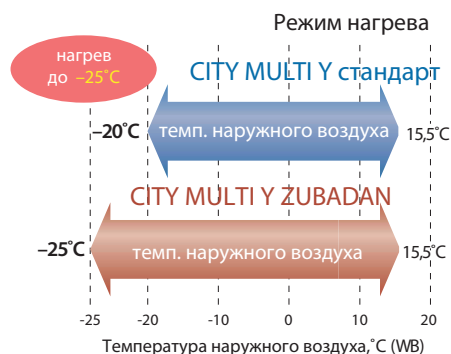 Режим нагрева
нагрев
до –25˚C
CITY MULTI Y стандарт
–20˚C
темп. наружного воздуха
15,5˚C
CITY MULTI Y ZUBADAN
–25˚C
темп. наружного воздуха
15,5˚C
-25 -20 -10 0 10 20
Температура наружного воздуха,˚C (WB)